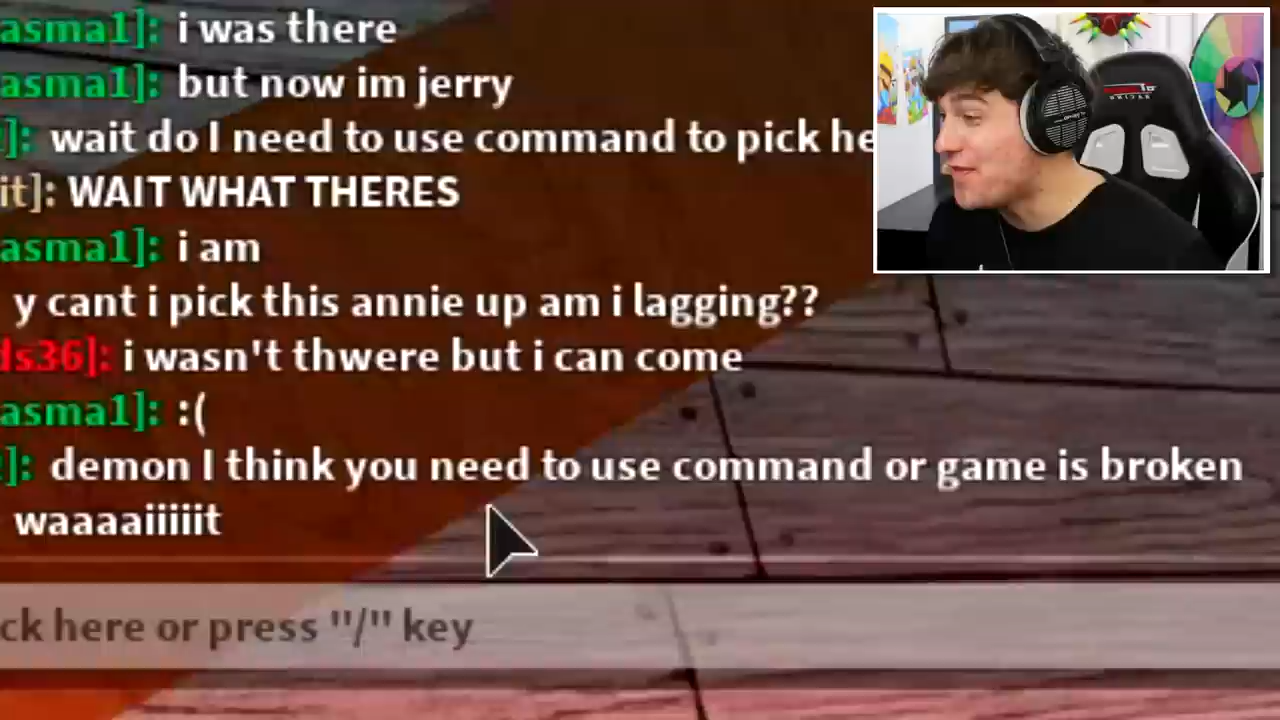 asma1]: i was there
asma1]: but now im jerry
]: wait do I need to use command to pick he
it]: WAIT WHAT THERES
asma1]: i am
y cant i pick this annie up am i lagging??
ds36]: i wasn't thwere but i can come
asma1]: :(
]: demon I think you need to use command or game is broken
waaaaiiiiit
ck here or press "/" key